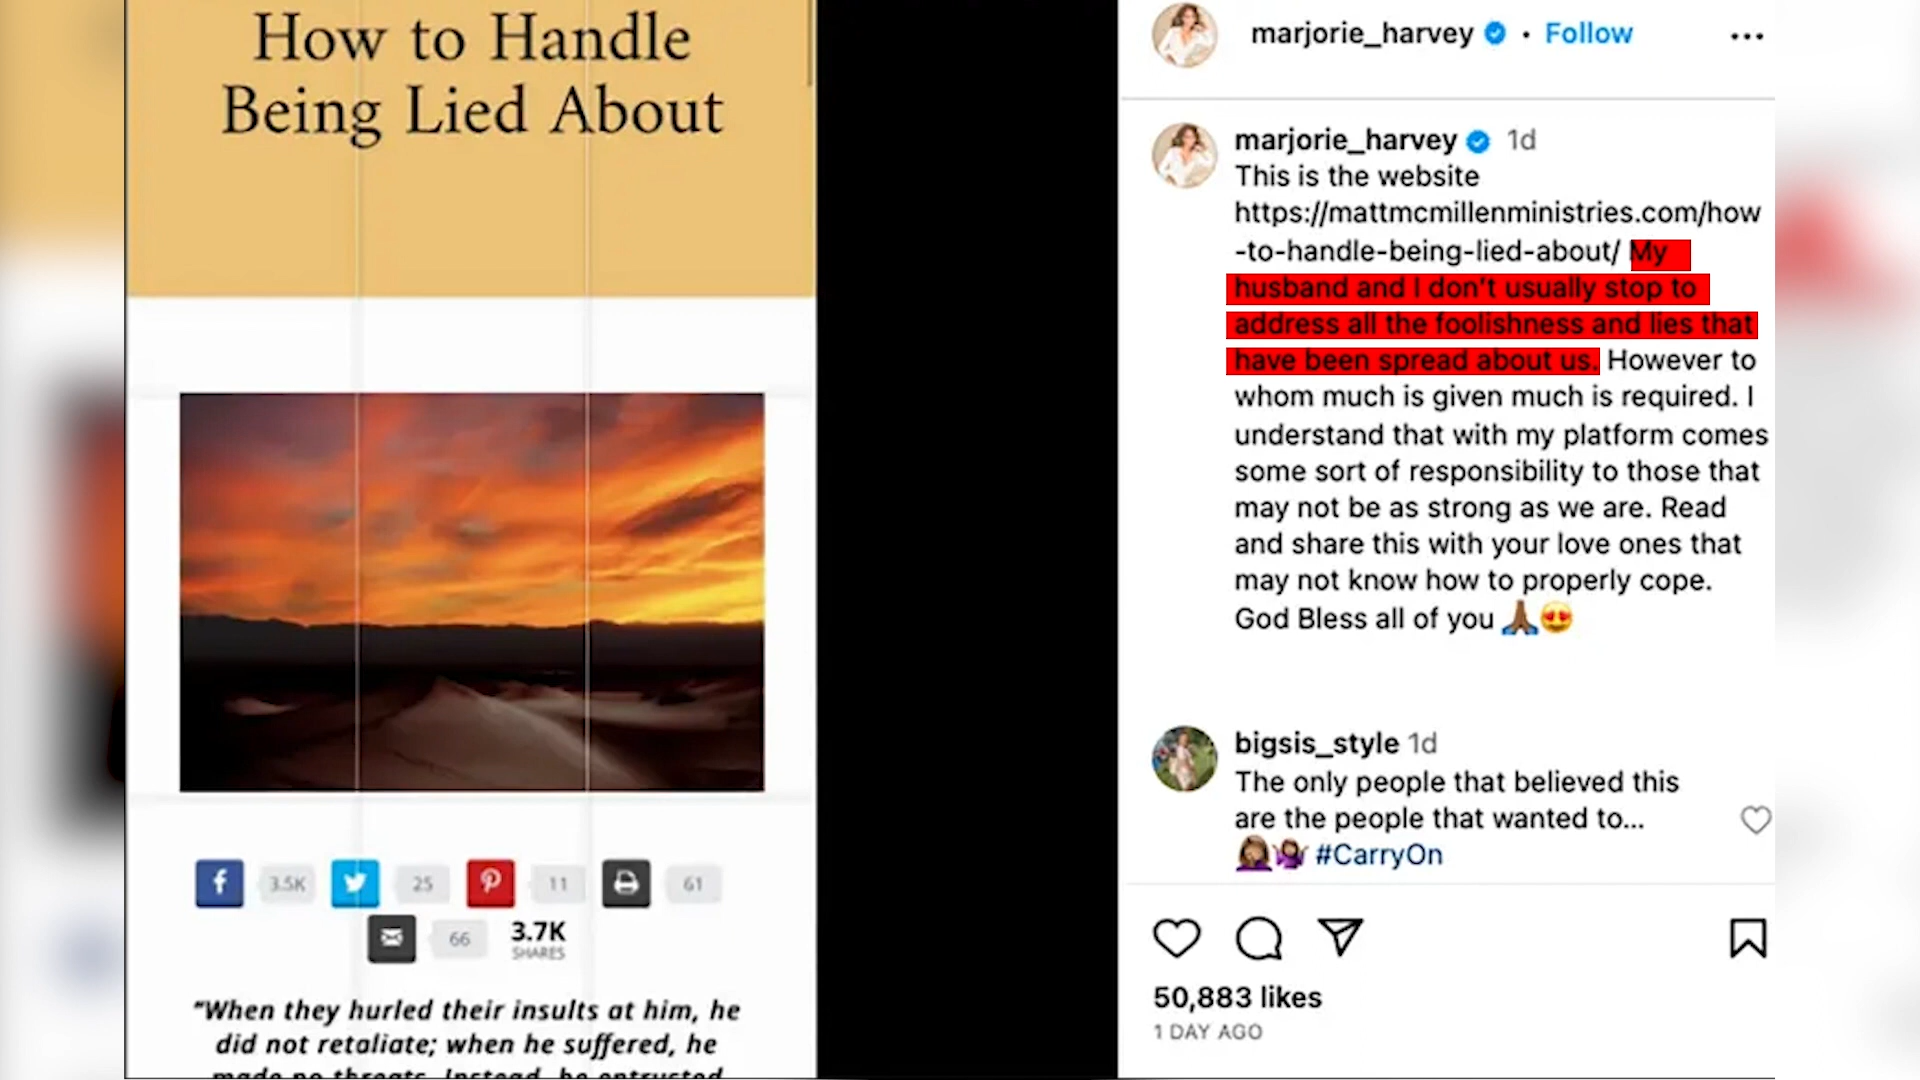 How to Handle
Being Lied About
3.5K
25
11
61
66
3.7K
SHARES
"When they hurled their insults at him, he
did not retaliate; when he suffered, he
made no threats. Instead, he entrusted
marjorie_harvey • Follow
marjorie_harvey 1d
This is the website
https://mattmcmillenministries.com/how
-to-handle-being-lied-about/ My
husband and I don't usually stop to
address all the foolishness and lies that
have been spread about us. However to
whom much is given much is required. I
understand that with my platform comes
some sort of responsibility to those that
may not be as strong as we are. Read
and share this with your love ones that
may not know how to properly cope.
God Bless all of you 🙏🏾😍
bigsis_style 1d
The only people that believed this
are the people that wanted to...
🤦🏽‍♀️🤷🏽‍♀️ #CarryOn
50,883 likes
1 DAY AGO